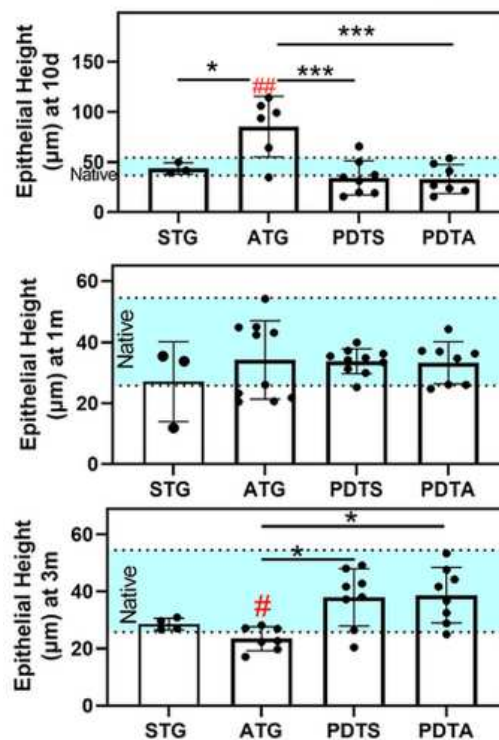 Epithelial Height
(μm) at 10d
150
100
50
Native
0
*
##
***
***
STG
ATG
PDTS
PDTA
Epithelial Height
(μm) at 1m
60
40
20
0
Native
STG
ATG
PDTS
PDTA
Epithelial Height
(μm) at 3m
60
40
20
0
Native
#
*
*
STG
ATG
PDTS
PDTA